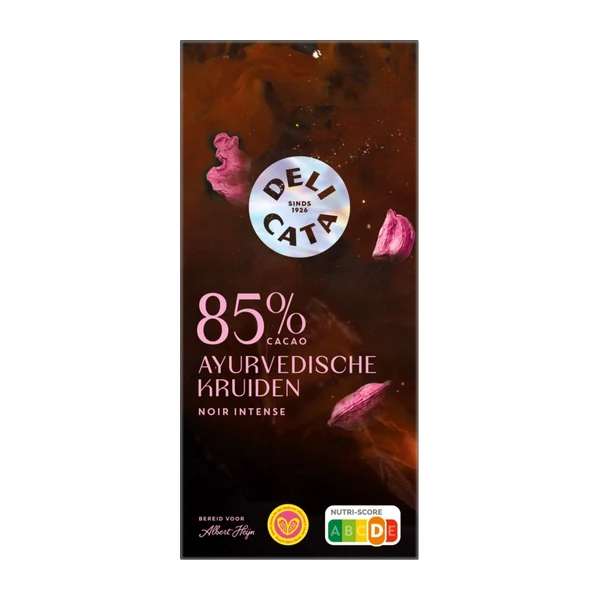 DELI
SINDS
1926
CATA
85%
CACAO
AYURVEDISCHE
KRUIDEN
NOIR INTENSE
BEREID VOOR
Albert Heijn
NUTRI-SCORE
A B C D E